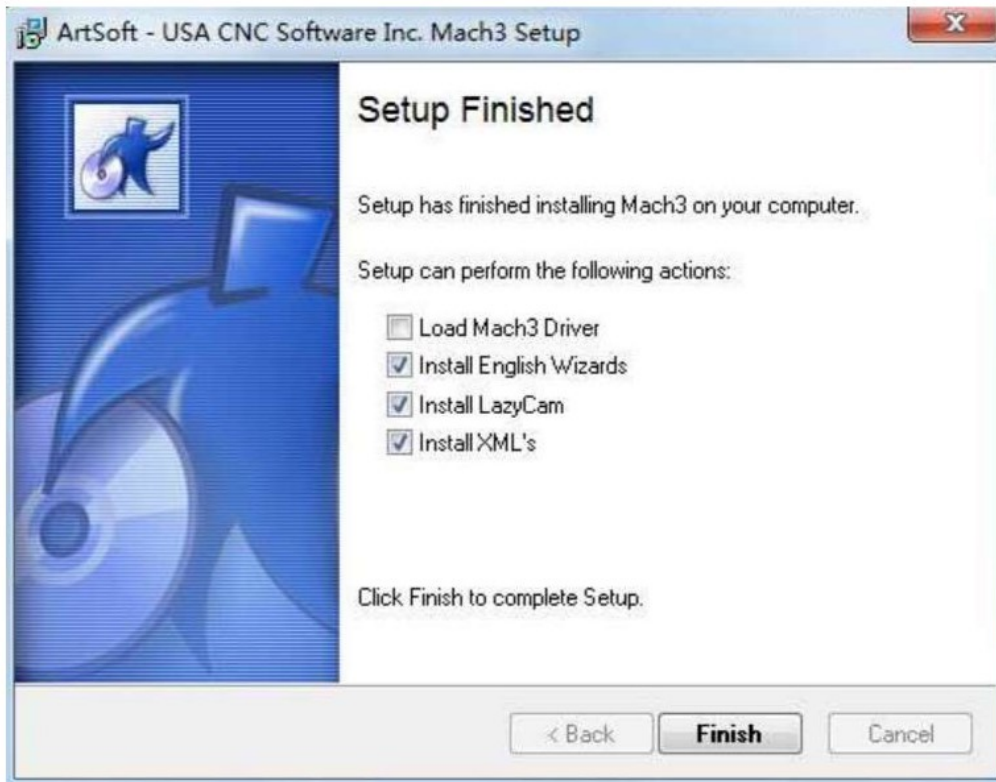 ArtSoft - USA CNC Software Inc. Mach3 Setup
Setup Finished
Setup has finished installing Mach3 on your computer.
Setup can perform the following actions:
Load Mach3 Driver
Install English Wizards
Install LazyCam
Install XML's
Click Finish to complete Setup.
< Back Finish Cancel